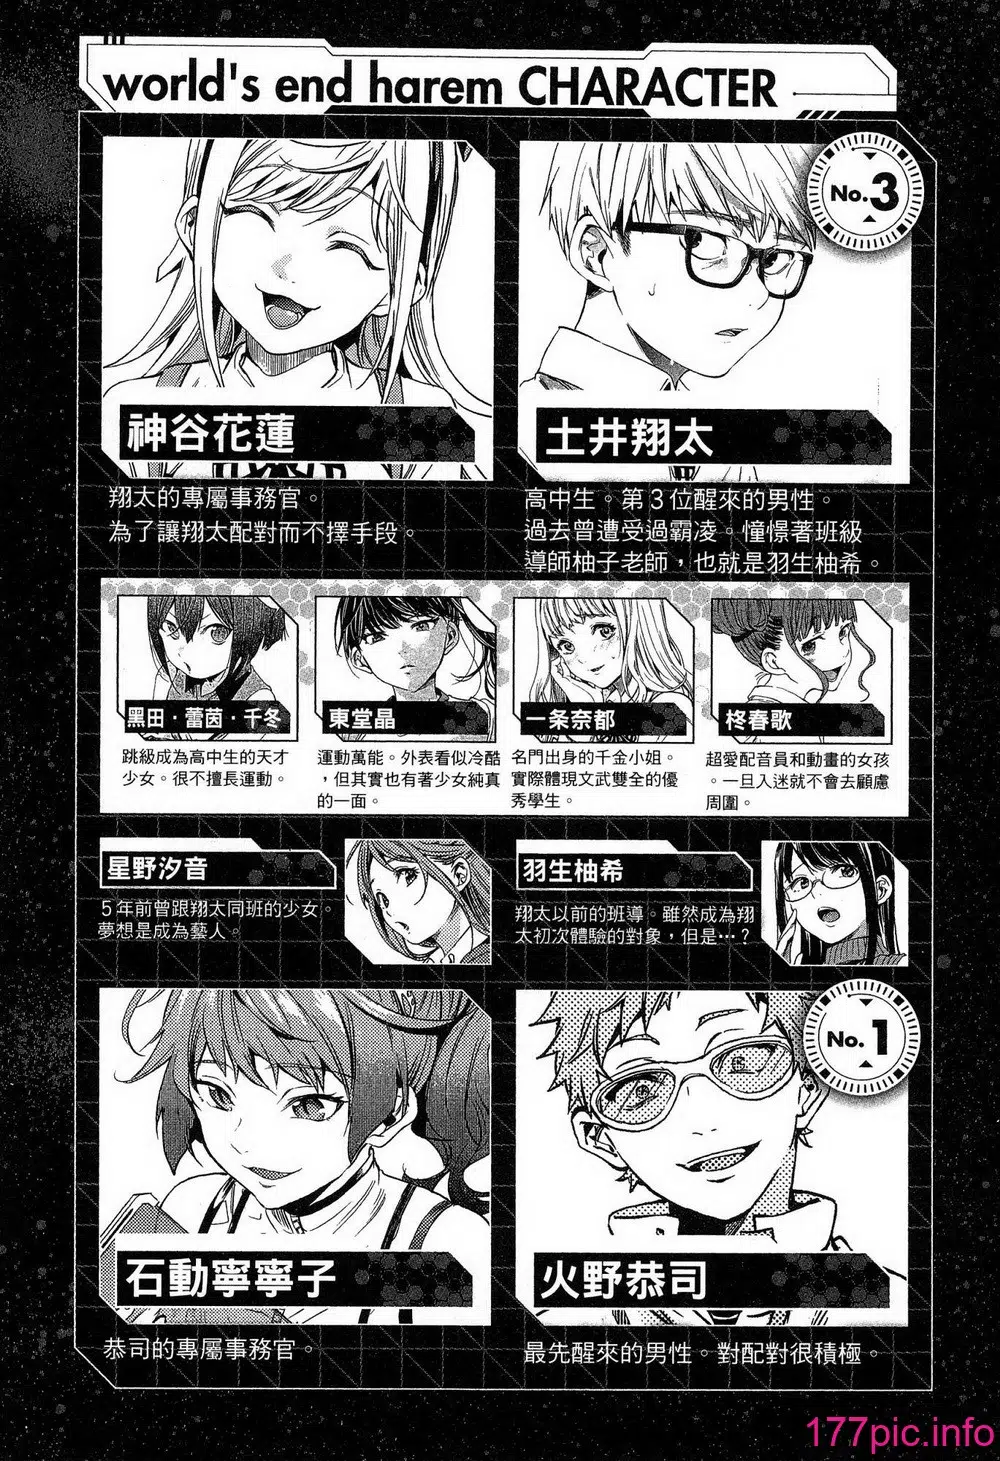 world's end harem CHARACTER
No.3
神谷花蓮
翔太的專屬事務官。
為了讓翔太配對而不擇手段。
土井翔太
高中生。第3位醒來的男性。
過去曾遭受過霸凌。憧憬著班級
導師柚子老師，也就是羽生柚希。
黑田·蕾茵·千冬
跳級成為高中生的天才
少女。很不擅長運動。
東堂晶
運動萬能。外表看似冷酷
，但其實也有著少女純真
的一面。
一条奈都
名門出身的千金小姐。
實際體現文武雙全的優
秀學生。
柊春歌
超愛配音員和動畫的女孩
。一旦入迷就不會去顧慮
周圍。
星野汐音
5年前曾跟翔太同班的少女。
夢想是成為藝人。
羽生柚希
翔太以前的班導。雖然成為翔
太初次體驗的對象，但是…？
No.1
石動寧寧子
恭司的專屬事務官。
火野恭司
最先醒來的男性。對配對很積極。
177pic.info